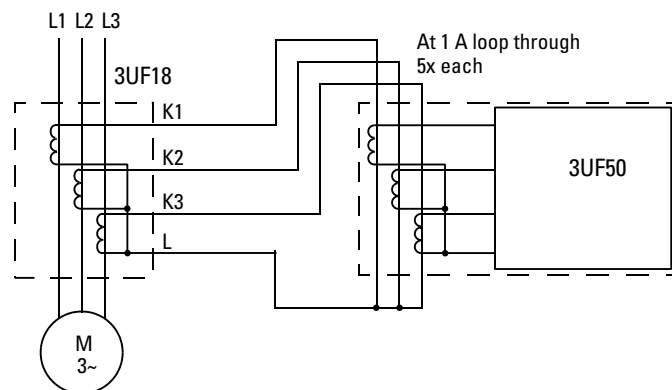 L1 L2 L3
At 1 A loop through
5x each
3UF18
K1
K2
K3
L
3UF50
M
3~